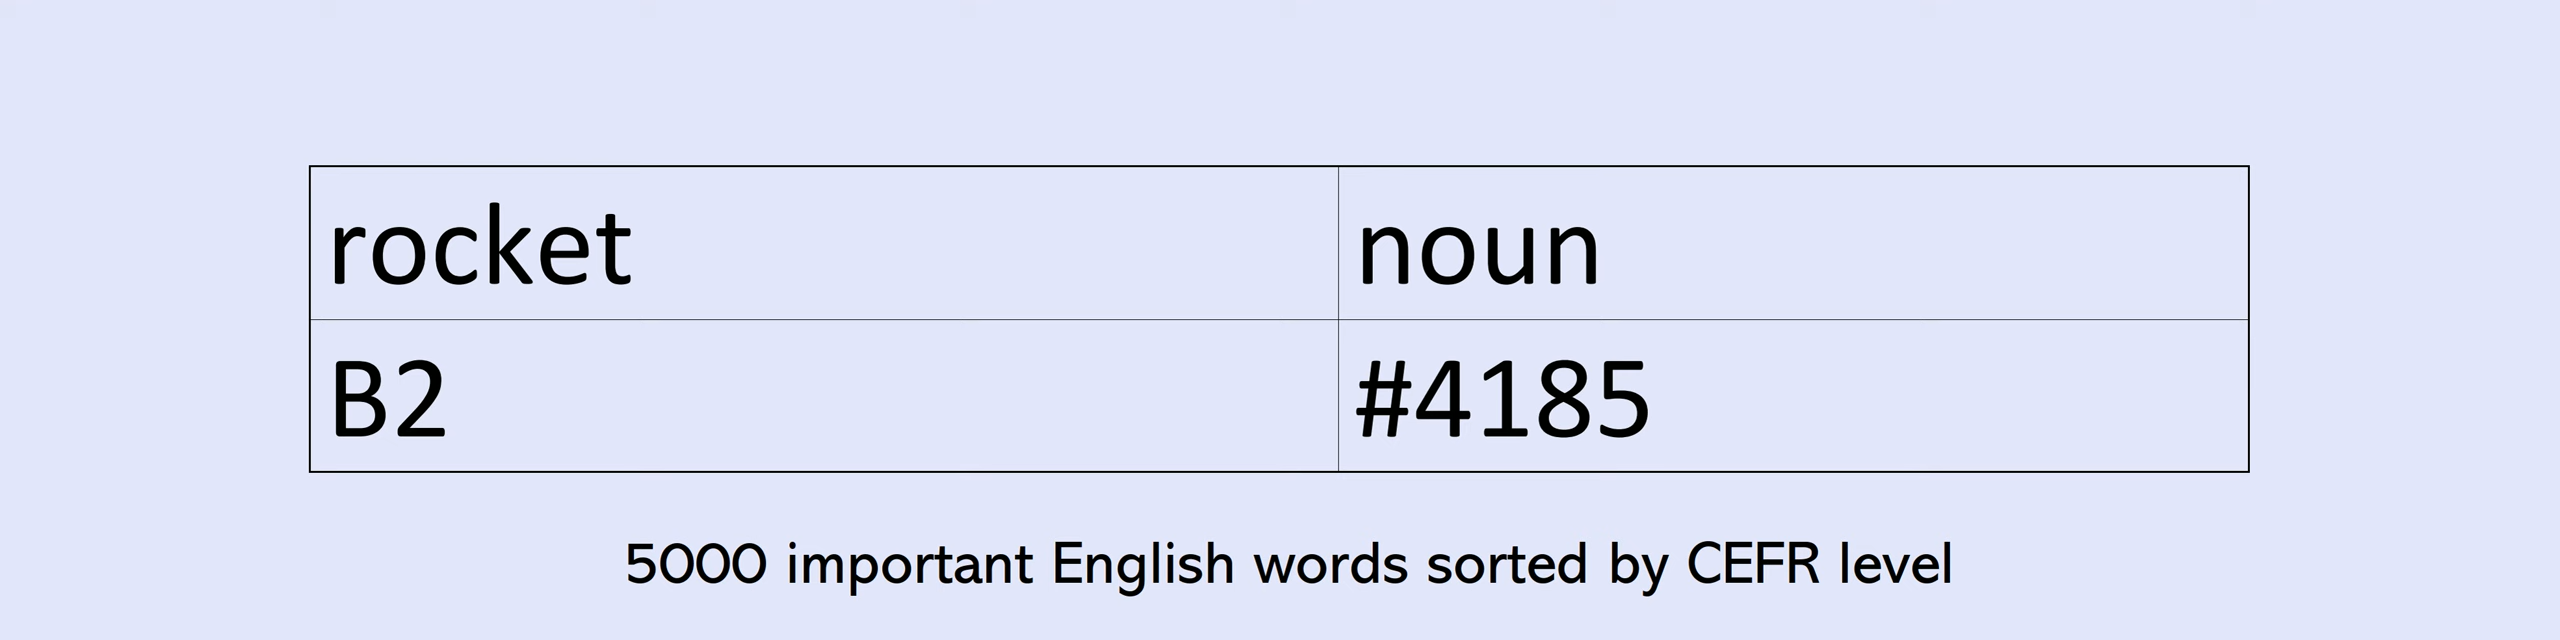 rocket noun
B2 #4185
5000 important English words sorted by CEFR level